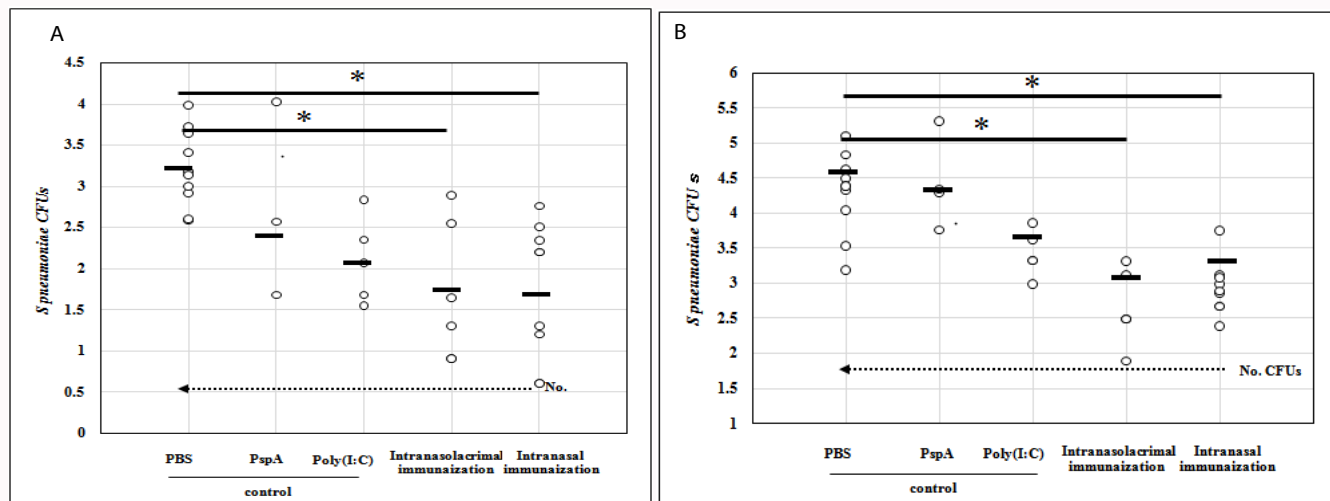 A
S pneumoniae CFUs
4.5
4
3.5
3
2.5
2
1.5
1
0.5
0
*
*
No.
PBS
PspA
Poly(I:C)
Intranasolacrimal
immunaization
Intranasal
immunaization
control
B
S pneumoniae CFU s
6
5.5
5
4.5
4
3.5
3
2.5
2
1.5
1
*
*
No. CFUs
PBS
PspA
Poly(I:C)
Intranasolacrimal
immunaization
Intranasal
immunaization
control